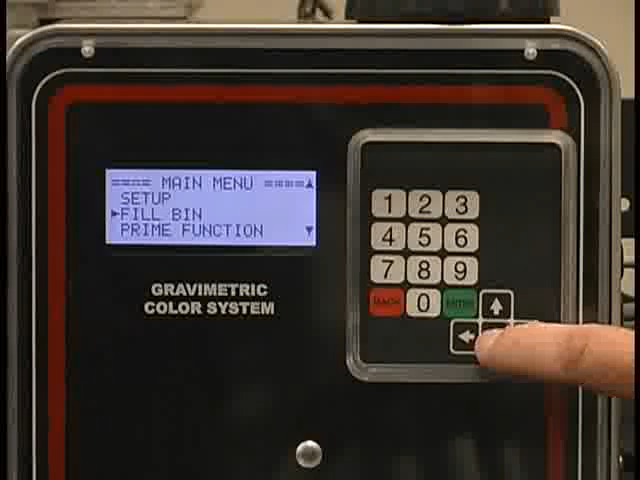 ==== MAIN MENU ====▲
SETUP
►FILL BIN
PRIME FUNCTION ▼
GRAVIMETRIC
COLOR SYSTEM
1 2 3
4 5 6
7 8 9
BACK 0 ENTER ↑
←